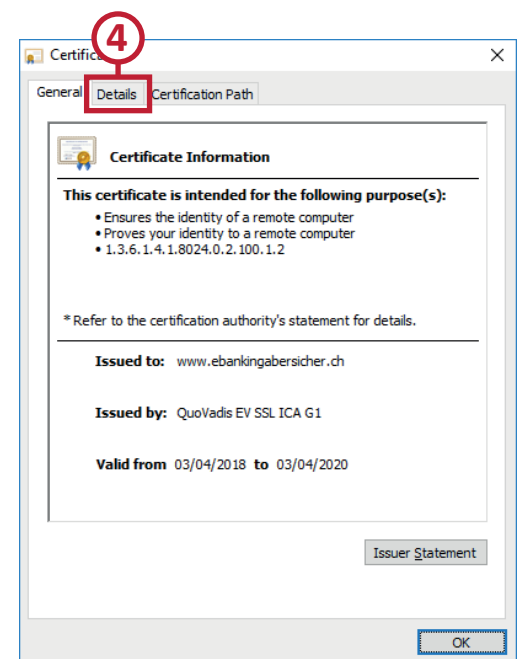 4
Certific
General Details Certification Path
Certificate Information
This certificate is intended for the following purpose(s):
• Ensures the identity of a remote computer
• Proves your identity to a remote computer
• 1.3.6.1.4.1.8024.0.2.100.1.2
* Refer to the certification authority's statement for details.
Issued to: www.ebankingabersicher.ch
Issued by: QuoVadis EV SSL ICA G1
Valid from 03/04/2018 to 03/04/2020
Issuer Statement
OK